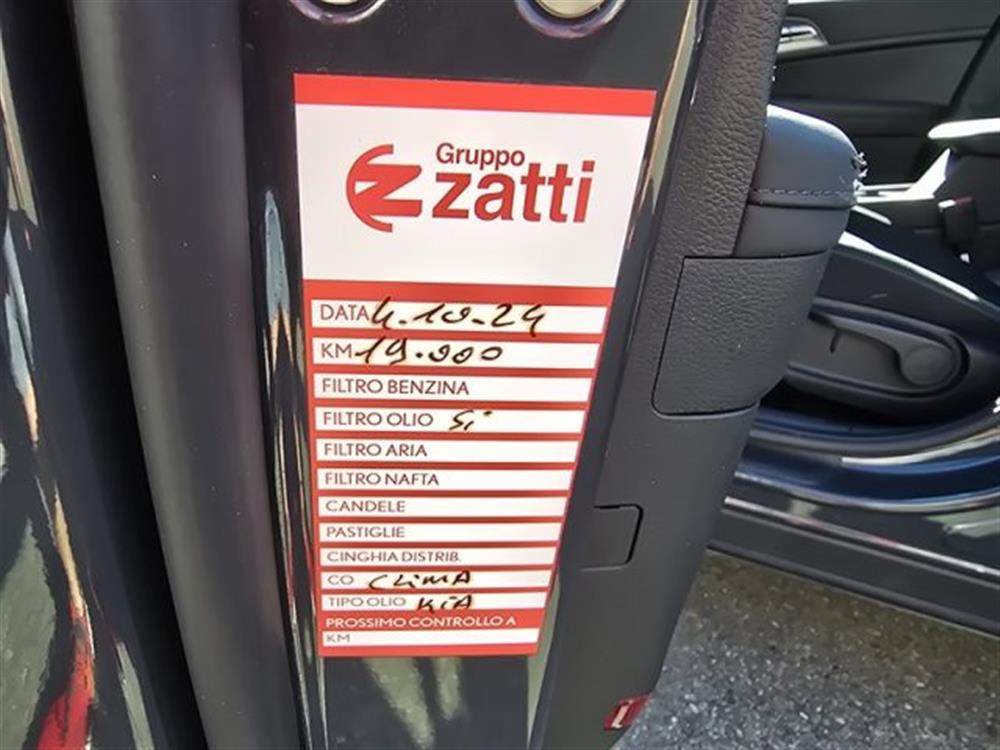 Gruppo
zatti
DATA 4.10.24
KM 19.000
FILTRO BENZINA
FILTRO OLIO Si
FILTRO ARIA
FILTRO NAFTA
CANDELE
PASTIGLIE
CINGHIA DISTRIB.
CO CLIMA
TIPO OLIO KIA
PROSSIMO CONTROLLO A
KM